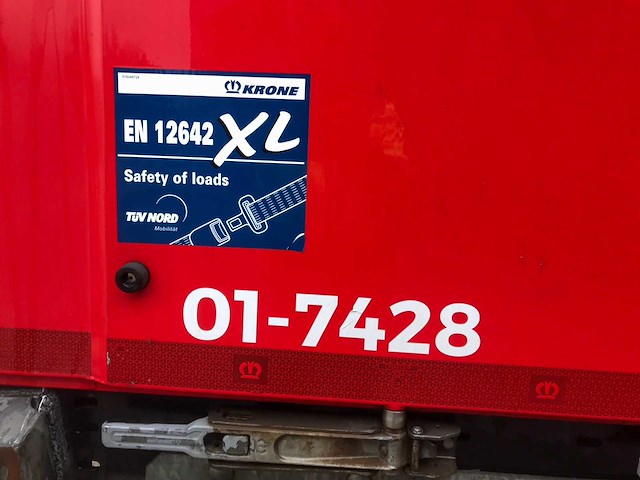 KRONE
EN 12642 XL
Safety of loads
TÜV NORD
Mobilität
01-7428